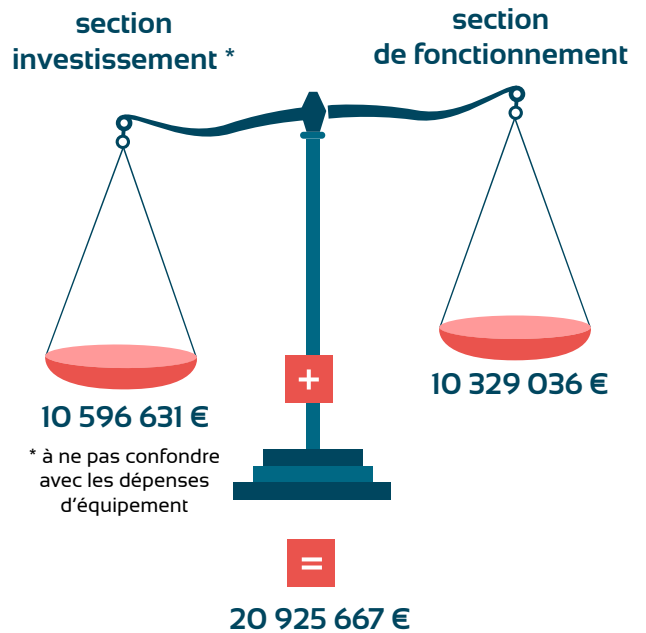 section
investissement *
section
de fonctionnement
10 596 631 €
* à ne pas confondre
avec les dépenses
d'équipement
+
10 329 036 €
=
20 925 667 €